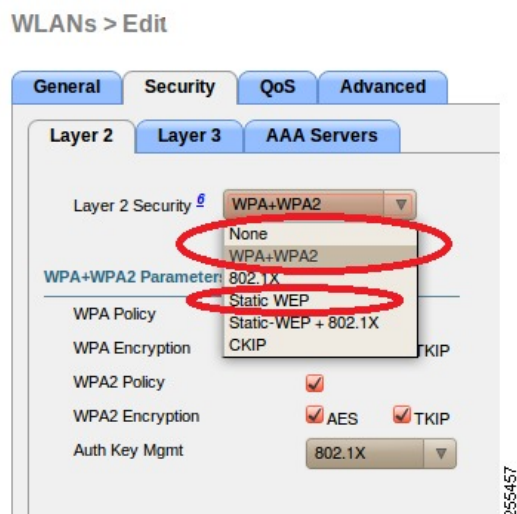 WLANs > Edit
General Security QoS Advanced
Layer 2 Layer 3 AAA Servers
Layer 2 Security 6 WPA+WPA2
None
WPA+WPA2
802.1X
Static WEP
Static-WEP + 802.1X
CKIP
WPA+WPA2 Parameter
WPA Policy
WPA Encryption TKIP
WPA2 Policy
WPA2 Encryption AES TKIP
Auth Key Mgmt 802.1X
255457